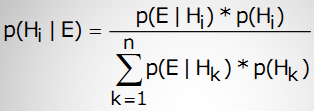 p(Hᵢ | E) = p(E | Hᵢ) * p(Hᵢ)
n
∑ p(E | Hₖ) * p(Hₖ)
k = 1